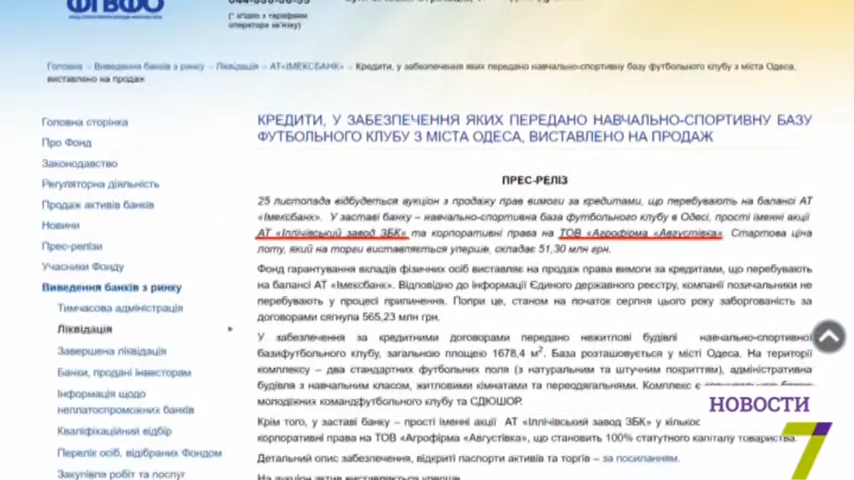 ФГВФО
(* згідно з тарифами
оператора зв'язку)
Головна » Виведення банків з ринку » Ліквідація » АТ«ІМЕКСБАНК» » Кредити, у забезпечення яких передано навчально-спортивну базу футбольного клубу з міста Одеса,
виставлено на продаж
Головна сторінка
Про Фонд
Законодавство
Регуляторна діяльність
Продаж активів банків
Новини
Прес-релізи
Учасники Фонду
Виведення банків з ринку
Тимчасова адміністрація
Ліквідація
Завершена ліквідація
Банки, продані інвесторам
Інформація щодо
неплатоспроможних банків
Кваліфікаційний відбір
Перелік осіб, відібраних Фондом
Закупівля робіт та послуг
КРЕДИТИ, У ЗАБЕЗПЕЧЕННЯ ЯКИХ ПЕРЕДАНО НАВЧАЛЬНО-СПОРТИВНУ БАЗУ
ФУТБОЛЬНОГО КЛУБУ З МІСТА ОДЕСА, ВИСТАВЛЕНО НА ПРОДАЖ
ПРЕС-РЕЛІЗ
25 листопада відбудеться аукціон з продажу прав вимоги за кредитами, що перебувають на балансі АТ
«Імексбанк». У заставі банку – навчально-спортивна база футбольного клубу в Одесі, прості іменні акції
АТ «Іллічівський завод ЗБК» та корпоративні права на ТОВ «Агрофірма «Августівка». Стартова ціна
лоту, який на торги виставляється уперше, складає 51,30 млн грн.
Фонд гарантування вкладів фізичних осіб виставляє на продаж права вимоги за кредитами, що перебувають
на балансі АТ «Імексбанк». Відповідно до інформації Єдиного державного реєстру, компанії позичальники не
перебувають у процесі припинення. Попри це, станом на початок серпня цього року заборгованість за
договорами сягнула 565,23 млн грн.
У забезпечення за кредитними договорами передано нежитлові будівлі навчально-спортивної
базифутбольного клубу, загальною площею 1678,4 м². База розташовується у місті Одеса. На території
комплексу – два стандартних футбольних поля (з натуральним та штучним покриттям), адміністративна
будівля з навчальним класом, житловими кімнатами та переодягальнями. Комплекс є
молодіжних командфутбольного клубу та СДЮШОР.
Крім того, у заставі банку – прості іменні акції АТ «Іллічівський завод ЗБК» у кількос
корпоративні права на ТОВ «Агрофірма «Августівка», що становить 100% статутного капіталу товариства.
Детальний опис забезпечення, відкриті паспорти активів та торгів – за посиланням.
На аукціон актив виставляється уперше.
НОВОСТИ
7